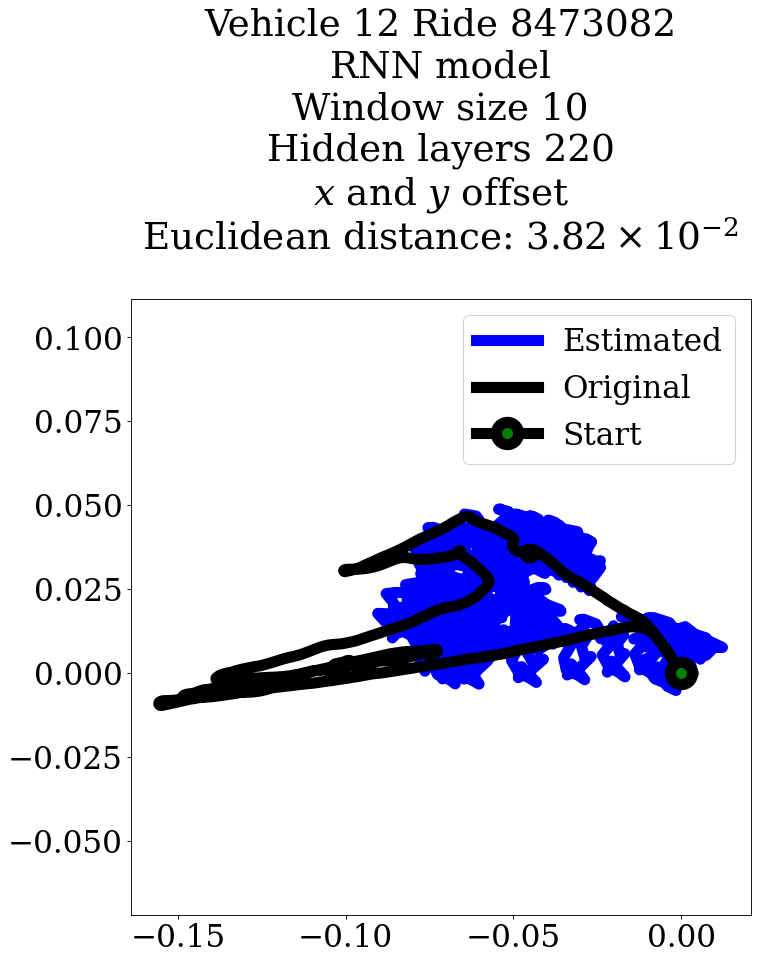 Vehicle 12 Ride 8473082
RNN model
Window size 10
Hidden layers 220
x and y offset
Euclidean distance: 3.82 × 10⁻²
Estimated
Original
Start
0.100
0.075
0.050
0.025
0.000
−0.025
−0.050
−0.15 −0.10 −0.05 0.00